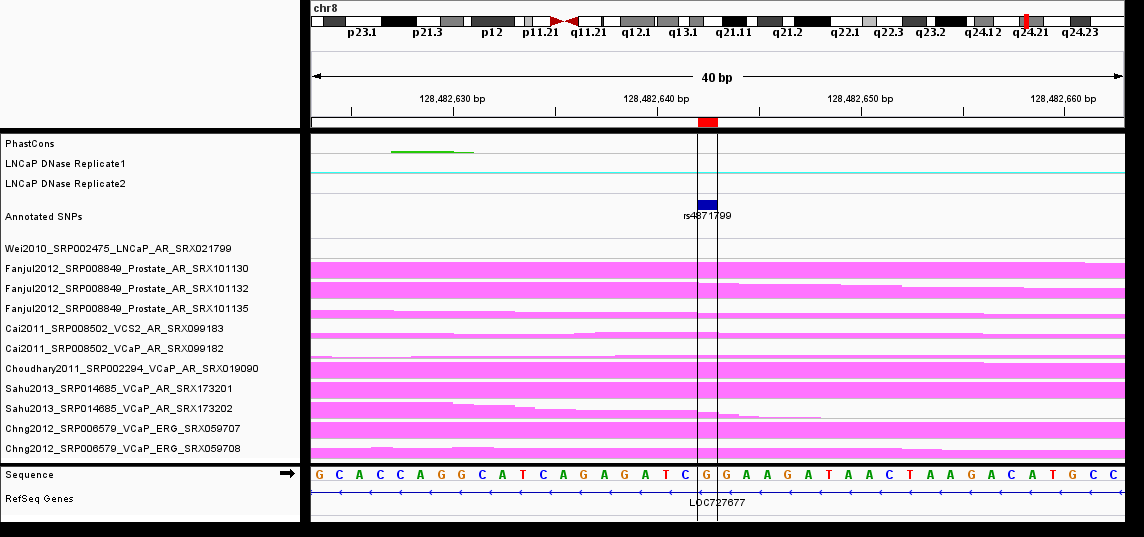 chr8
p23.1 p21.3 p12 p11.21 q11.21 q12.1 q13.1 q21.11 q21.2 q22.1 q22.3 q23.2 q24.12 q24.21 q24.23
40 bp
128,482,630 bp 128,482,640 bp 128,482,650 bp 128,482,660 bp
PhastCons
LNCaP DNase Replicate1
LNCaP DNase Replicate2
Annotated SNPs
rs4871799
Wei2010_SRP002475_LNCaP_AR_SRX021799
Fanjul2012_SRP008849_Prostate_AR_SRX101130
Fanjul2012_SRP008849_Prostate_AR_SRX101132
Fanjul2012_SRP008849_Prostate_AR_SRX101135
Cai2011_SRP008502_VCS2_AR_SRX099183
Cai2011_SRP008502_VCaP_AR_SRX099182
Choudhary2011_SRP002294_VCaP_AR_SRX019090
Sahu2013_SRP014685_VCaP_AR_SRX173201
Sahu2013_SRP014685_VCaP_AR_SRX173202
Chng2012_SRP006579_VCaP_ERG_SRX059707
Chng2012_SRP006579_VCaP_ERG_SRX059708
Sequence G C A C C A G G C A T C A G A G A T C G G A A G A T A A C T A A G A C A T G C C
RefSeq Genes
LOC727677